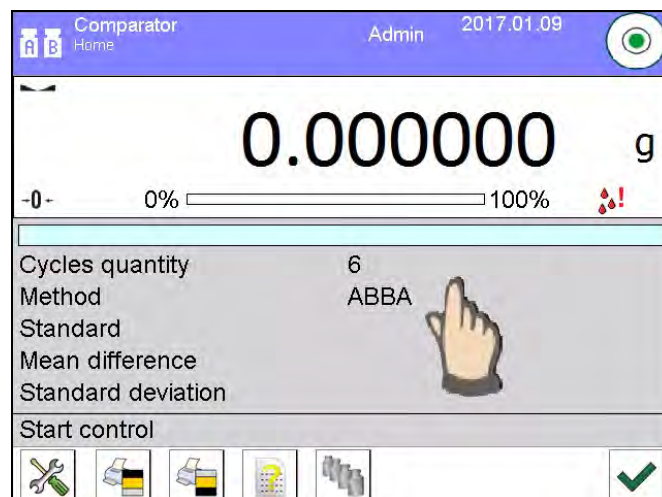 A B
Comparator
Home
Admin
2017.01.09
0.000000 g
-0-
0% 100%
!
Cycles quantity 6
Method ABBA
Standard
Mean difference
Standard deviation
Start control
?